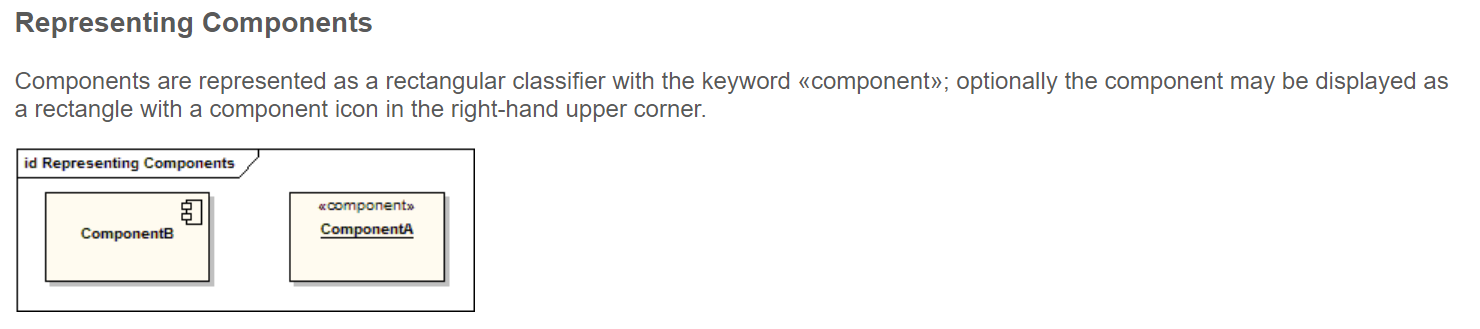 Representing Components
Components are represented as a rectangular classifier with the keyword «component»; optionally the component may be displayed as
a rectangle with a component icon in the right-hand upper corner.
id Representing Components
ComponentB
«component»
ComponentA